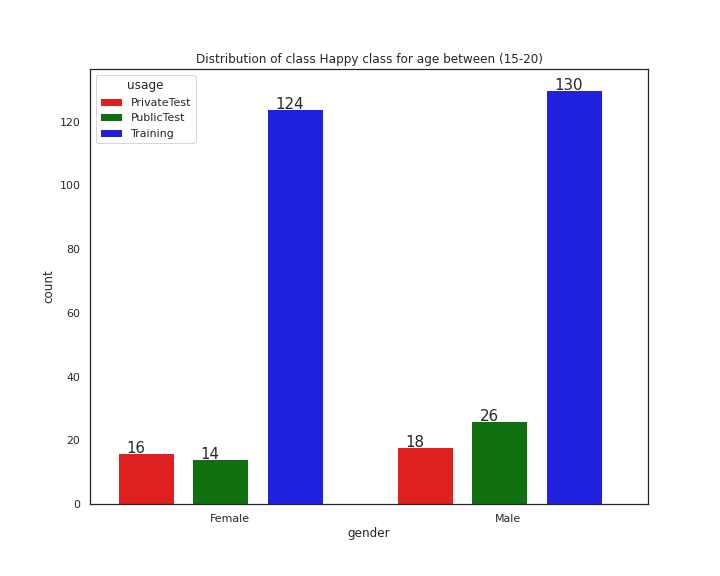 Distribution of class Happy class for age between (15-20)
usage
PrivateTest
PublicTest
Training
count
120
100
80
60
40
20
0
16
14
124
18
26
130
Female
Male
gender